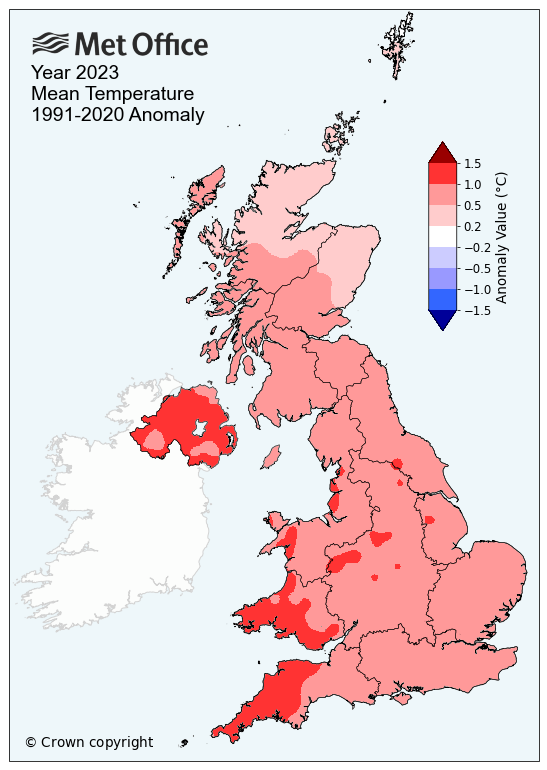 Met Office
Year 2023
Mean Temperature
1991-2020 Anomaly
1.5
1.0
0.5
0.2
−0.2
−0.5
−1.0
−1.5
Anomaly Value (°C)
© Crown copyright